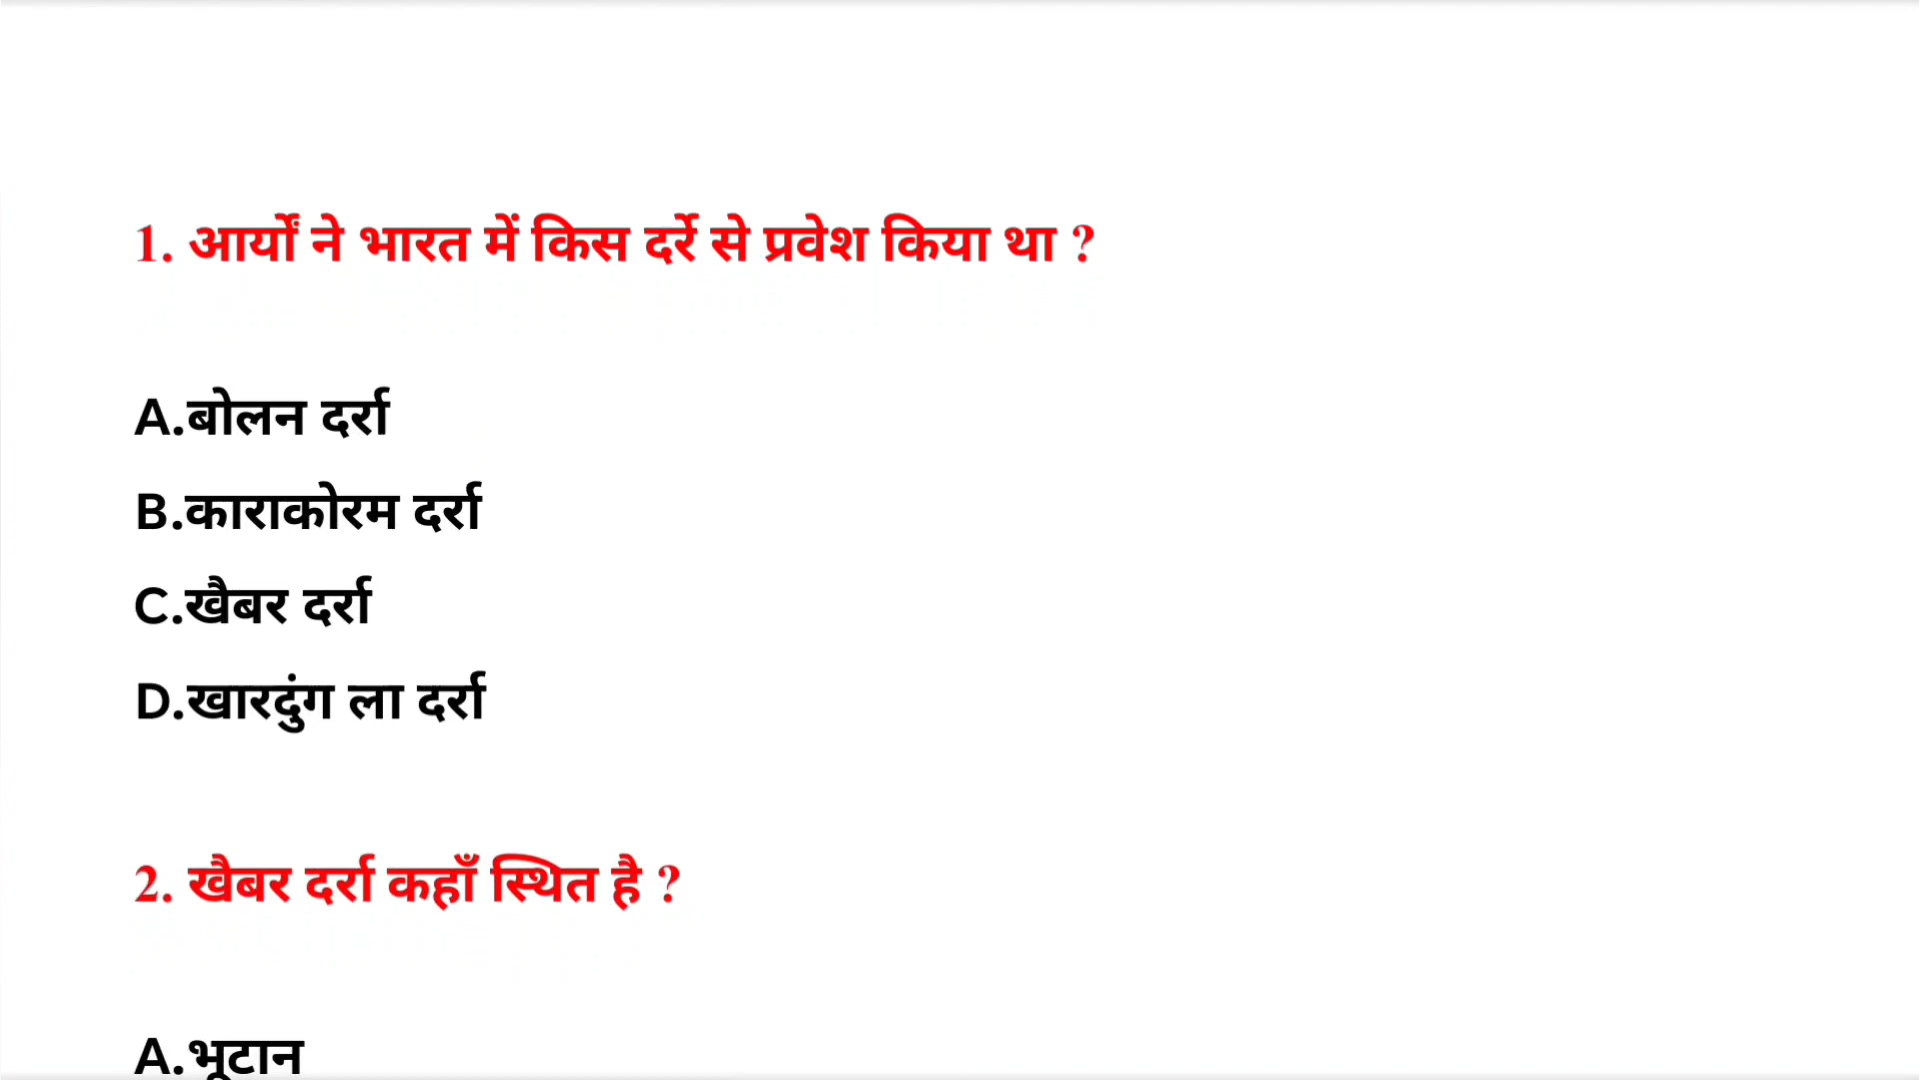 1. आर्यों ने भारत में किस दर्रे से प्रवेश किया था ?
A.बोलन दर्रा
B.काराकोरम दर्रा
C.खैबर दर्रा
D.खारदुंग ला दर्रा
2. खैबर दर्रा कहाँ स्थित है ?
A.भूटान